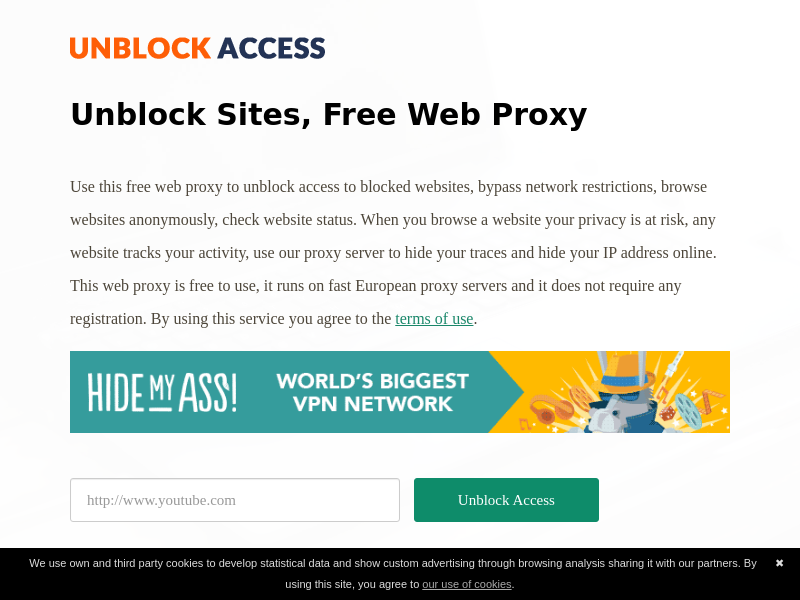 UNBLOCK ACCESS
Unblock Sites, Free Web Proxy
Use this free web proxy to unblock access to blocked websites, bypass network restrictions, browse
websites anonymously, check website status. When you browse a website your privacy is at risk, any
website tracks your activity, use our proxy server to hide your traces and hide your IP address online.
This web proxy is free to use, it runs on fast European proxy servers and it does not require any
registration. By using this service you agree to the terms of use.
HIDE MY ASS! WORLD'S BIGGEST
VPN NETWORK
http://www.youtube.com Unblock Access
We use own and third party cookies to develop statistical data and show custom advertising through browsing analysis sharing it with our partners. By ✖
using this site, you agree to our use of cookies.